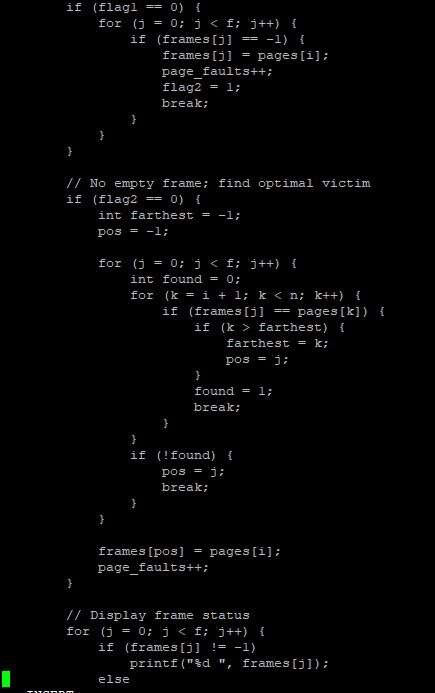 if (flag1 == 0) {
for (j = 0; j < f; j++) {
if (frames[j] == -1) {
frames[j] = pages[i];
page_faults++;
flag2 = 1;
break;
}
}
}
// No empty frame; find optimal victim
if (flag2 == 0) {
int farthest = -1;
pos = -1;
for (j = 0; j < f; j++) {
int found = 0;
for (k = i + 1; k < n; k++) {
if (frames[j] == pages[k]) {
if (k > farthest) {
farthest = k;
pos = j;
}
found = 1;
break;
}
}
if (!found) {
pos = j;
break;
}
}
frames[pos] = pages[i];
page_faults++;
}
// Display frame status
for (j = 0; j < f; j++) {
if (frames[j] != -1)
printf("%d ", frames[j]);
else
INSERT